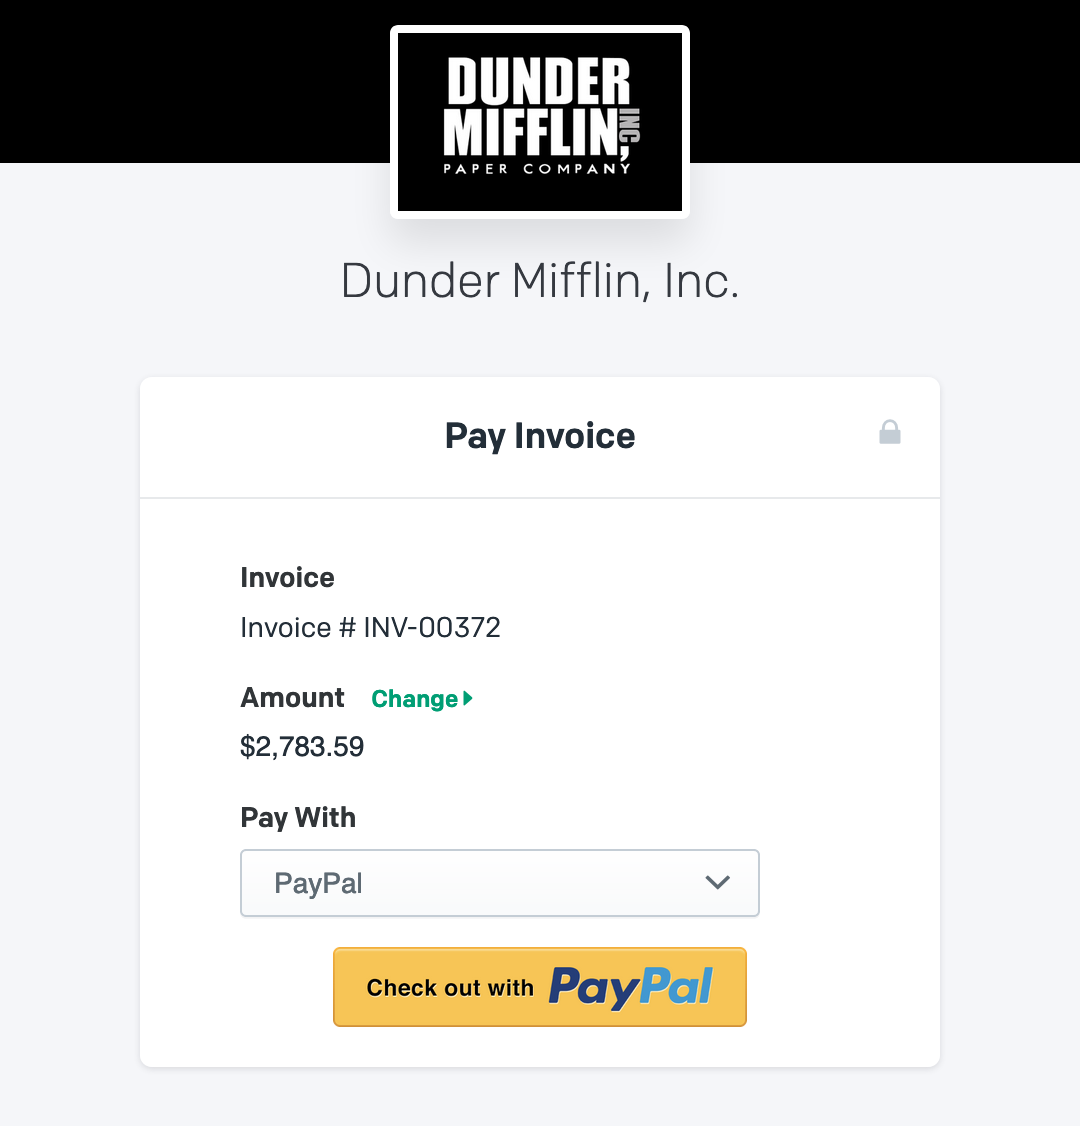 DUNDER
MIFFLIN, INC
PAPER COMPANY
Dunder Mifflin, Inc.
Pay Invoice
Invoice
Invoice # INV-00372
Amount Change
$2,783.59
Pay With
PayPal
Check out with PayPal